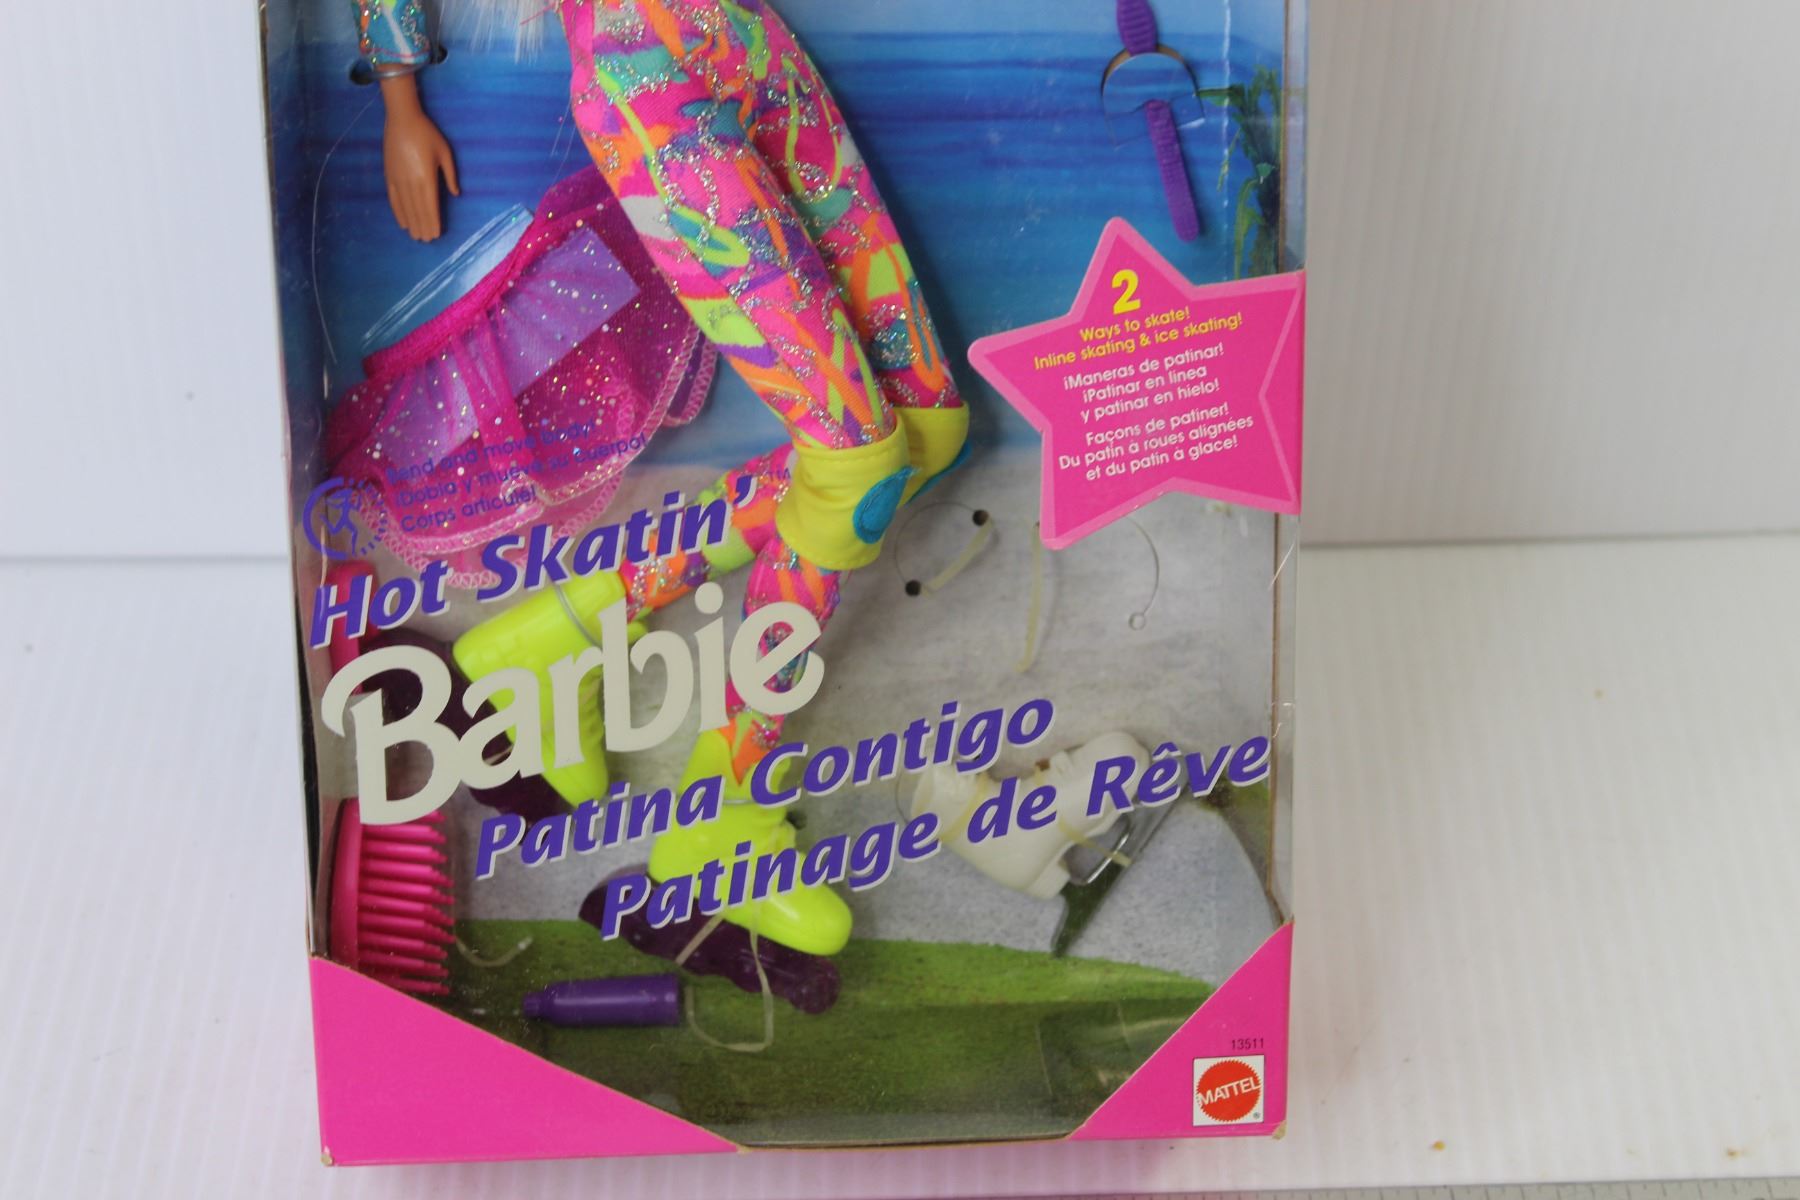 2
Ways to skate!
Inline skating & ice skating!
¡Maneras de patinar!
¡Patinar en línea
y patinar en hielo!
Façons de patiner!
Du patin à roues alignées
et du patin à glace!
Bend and move body!
¡Dobla y mueve su cuerpo!
Corps articulé!
Hot Skatin'™
Barbie
Patina Contigo
Patinage de Rêve
13511
MATTEL
®